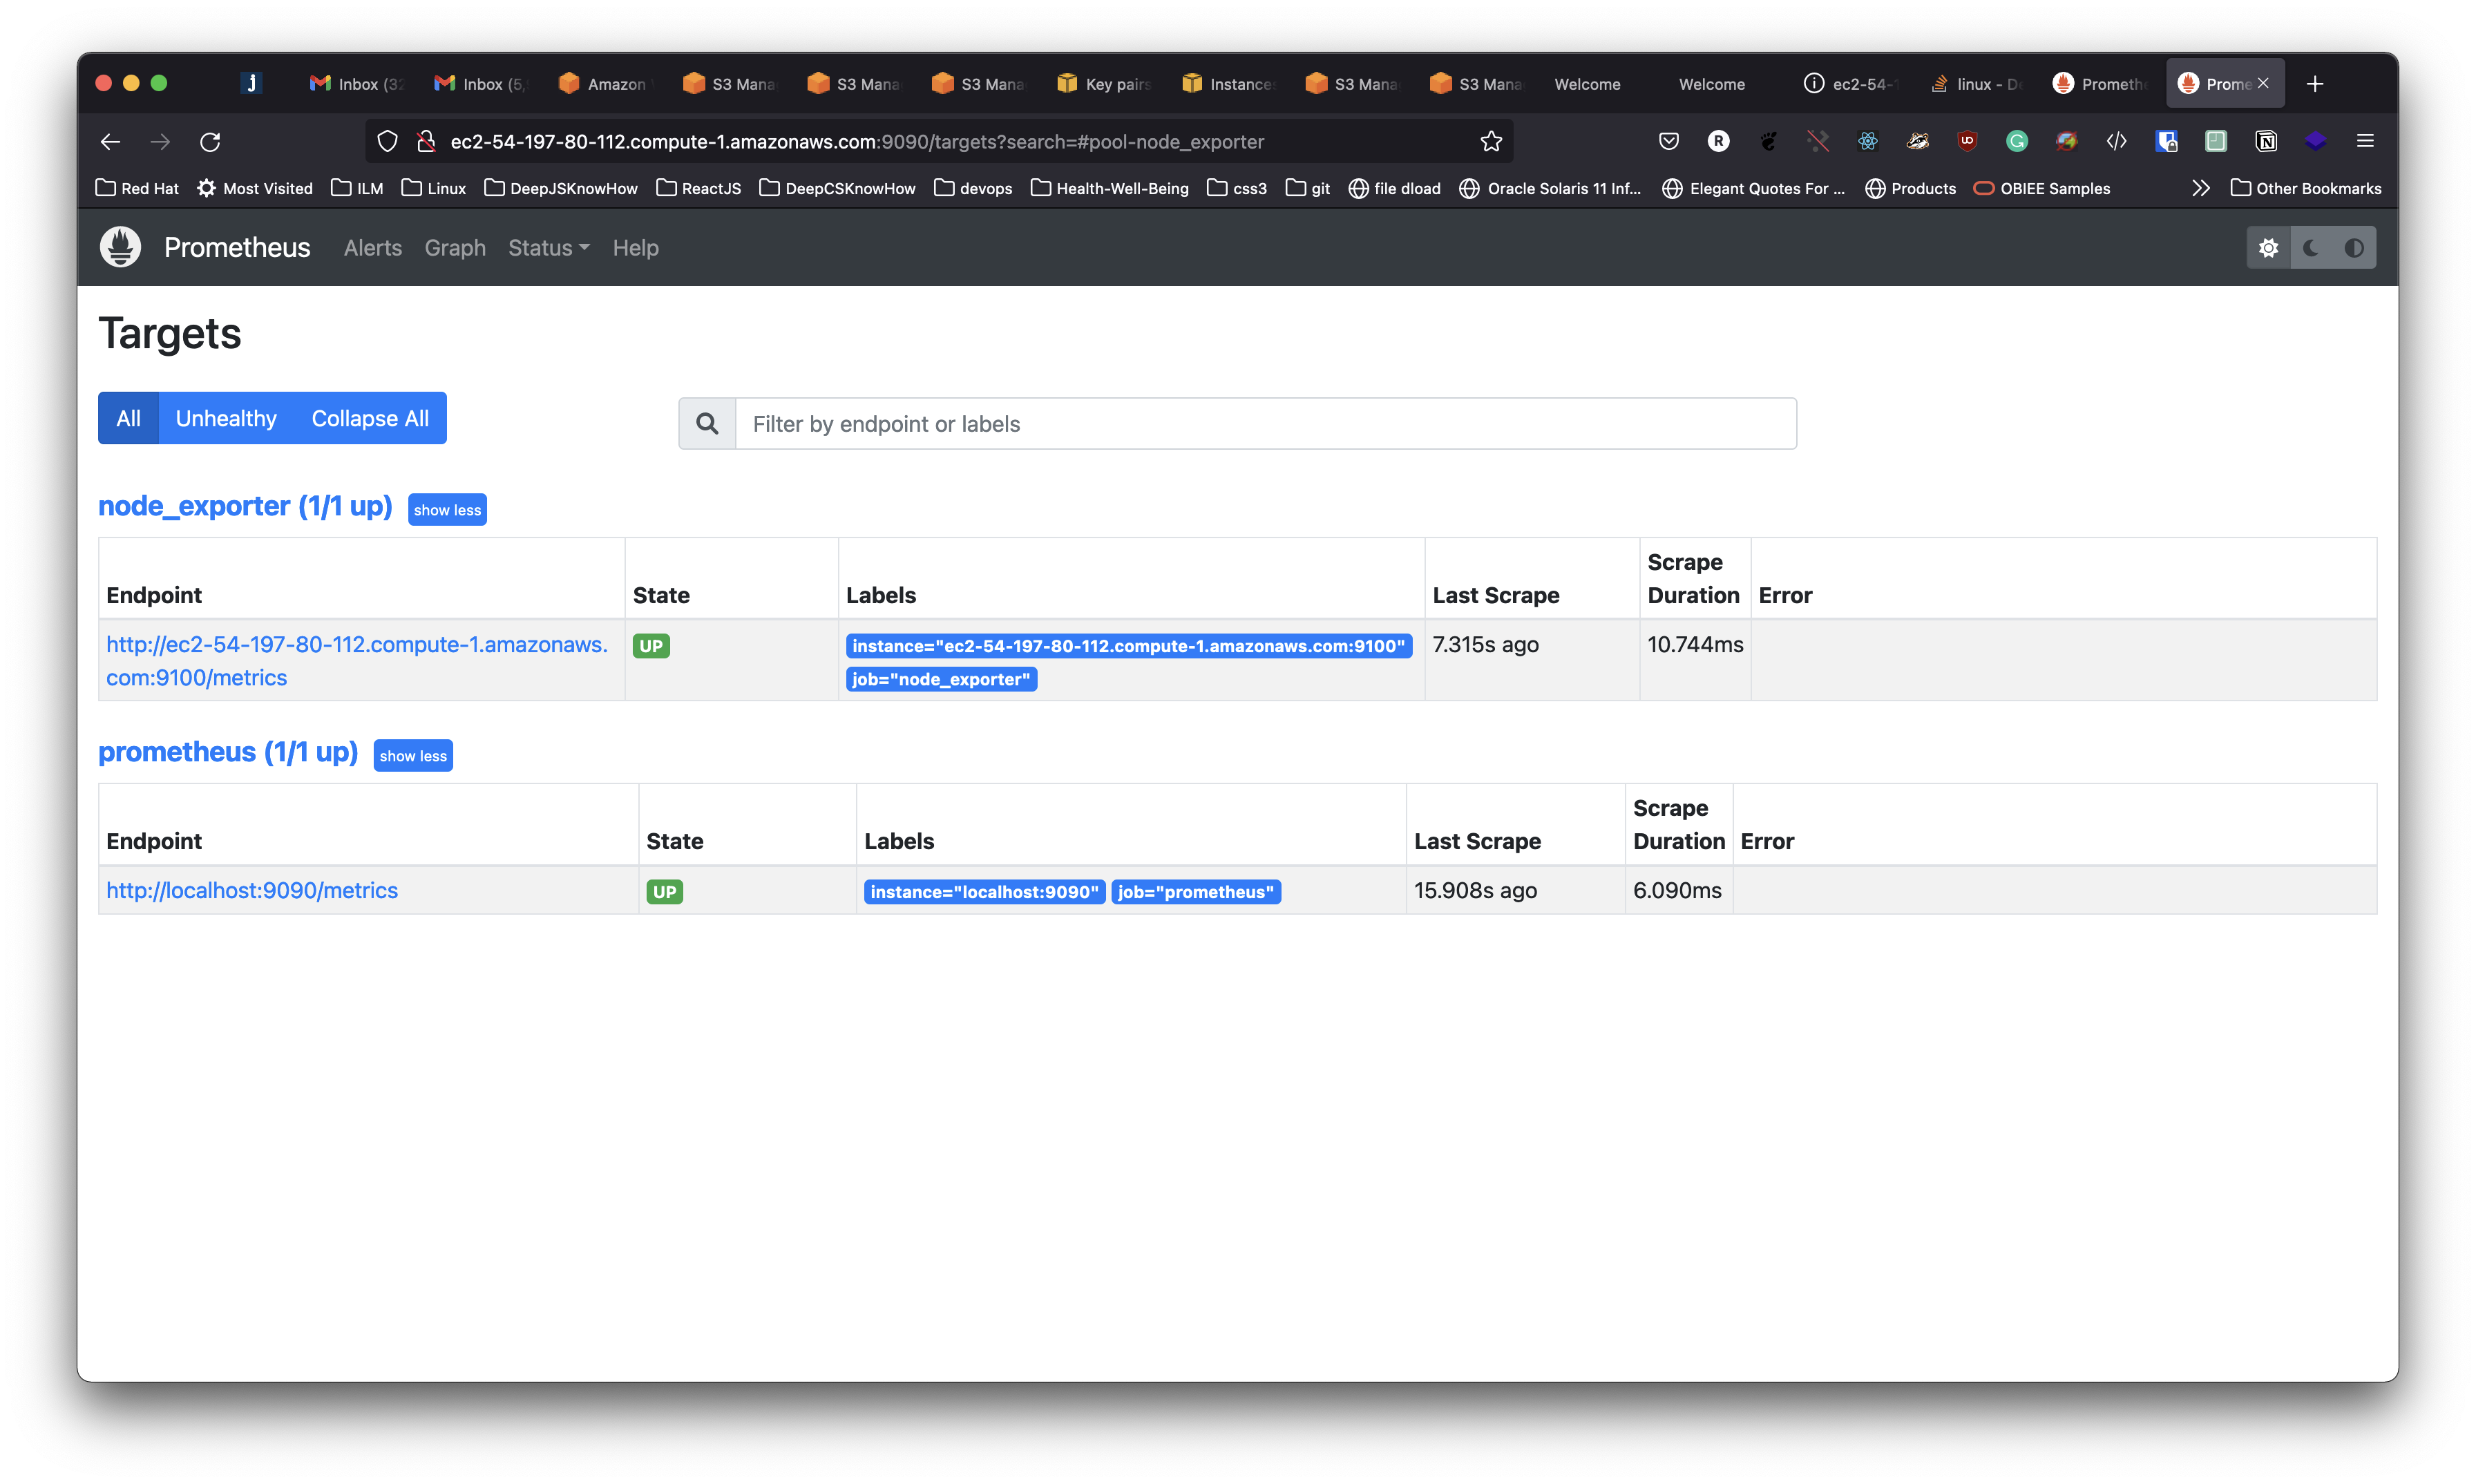 j Inbox (32 Inbox (5, Amazon S3 Mana S3 Mana S3 Mana Key pairs Instances S3 Mana S3 Mana Welcome Welcome ec2-54-1 linux - De Prometh Prome
ec2-54-197-80-112.compute-1.amazonaws.com:9090/targets?search=#pool-node_exporter
Red Hat Most Visited ILM Linux DeepJSKnowHow ReactJS DeepCSKnowHow devops Health-Well-Being css3 git file dload Oracle Solaris 11 Inf... Elegant Quotes For ... Products OBIEE Samples Other Bookmarks
Prometheus Alerts Graph Status Help
Targets
All Unhealthy Collapse All Filter by endpoint or labels
node_exporter (1/1 up) show less
Endpoint State Labels Last Scrape Scrape Duration Error
http://ec2-54-197-80-112.compute-1.amazonaws. UP instance="ec2-54-197-80-112.compute-1.amazonaws.com:9100" 7.315s ago 10.744ms
com:9100/metrics job="node_exporter"
prometheus (1/1 up) show less
Endpoint State Labels Last Scrape Scrape Duration Error
http://localhost:9090/metrics UP instance="localhost:9090" job="prometheus" 15.908s ago 6.090ms